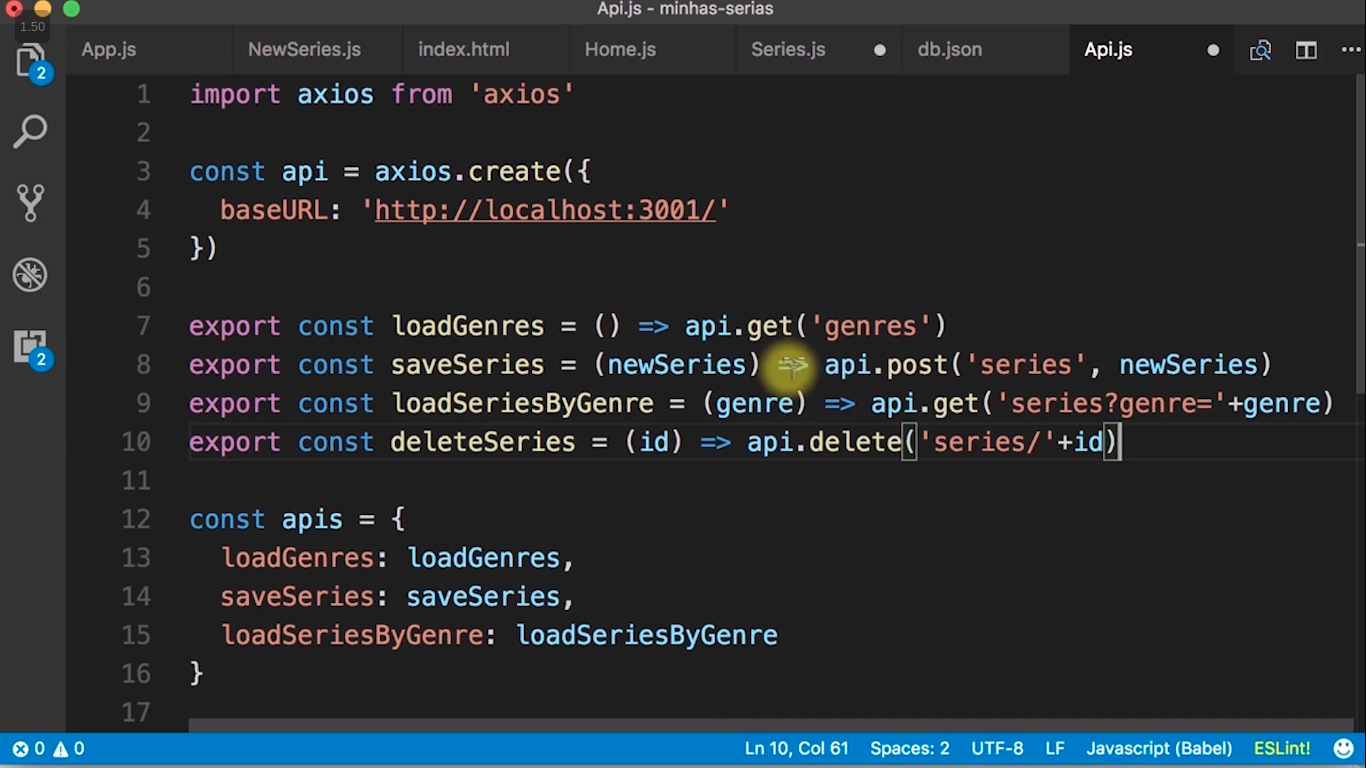 Api.js - minhas-serias
1.50
App.js NewSeries.js index.html Home.js Series.js db.json Api.js
2
2
1 import axios from 'axios'
2
3 const api = axios.create({
4 baseURL: 'http://localhost:3001/'
5 })
6
7 export const loadGenres = () => api.get('genres')
8 export const saveSeries = (newSeries) => api.post('series', newSeries)
9 export const loadSeriesByGenre = (genre) => api.get('series?genre='+genre)
10 export const deleteSeries = (id) => api.delete('series/'+id)
11
12 const apis = {
13 loadGenres: loadGenres,
14 saveSeries: saveSeries,
15 loadSeriesByGenre: loadSeriesByGenre
16 }
17
0 0 Ln 10, Col 61 Spaces: 2 UTF-8 LF Javascript (Babel) ESLint!